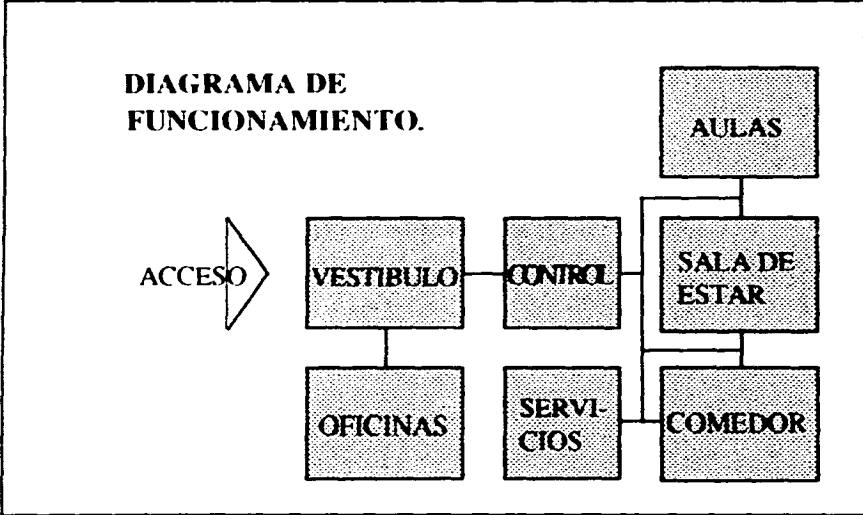 DIAGRAMA DE
FUNCIONAMIENTO.
AULAS
ACCESO
VESTIBULO
CONTROL
SALA DE
ESTAR
OFICINAS
SERVI-
CIOS
COMEDOR